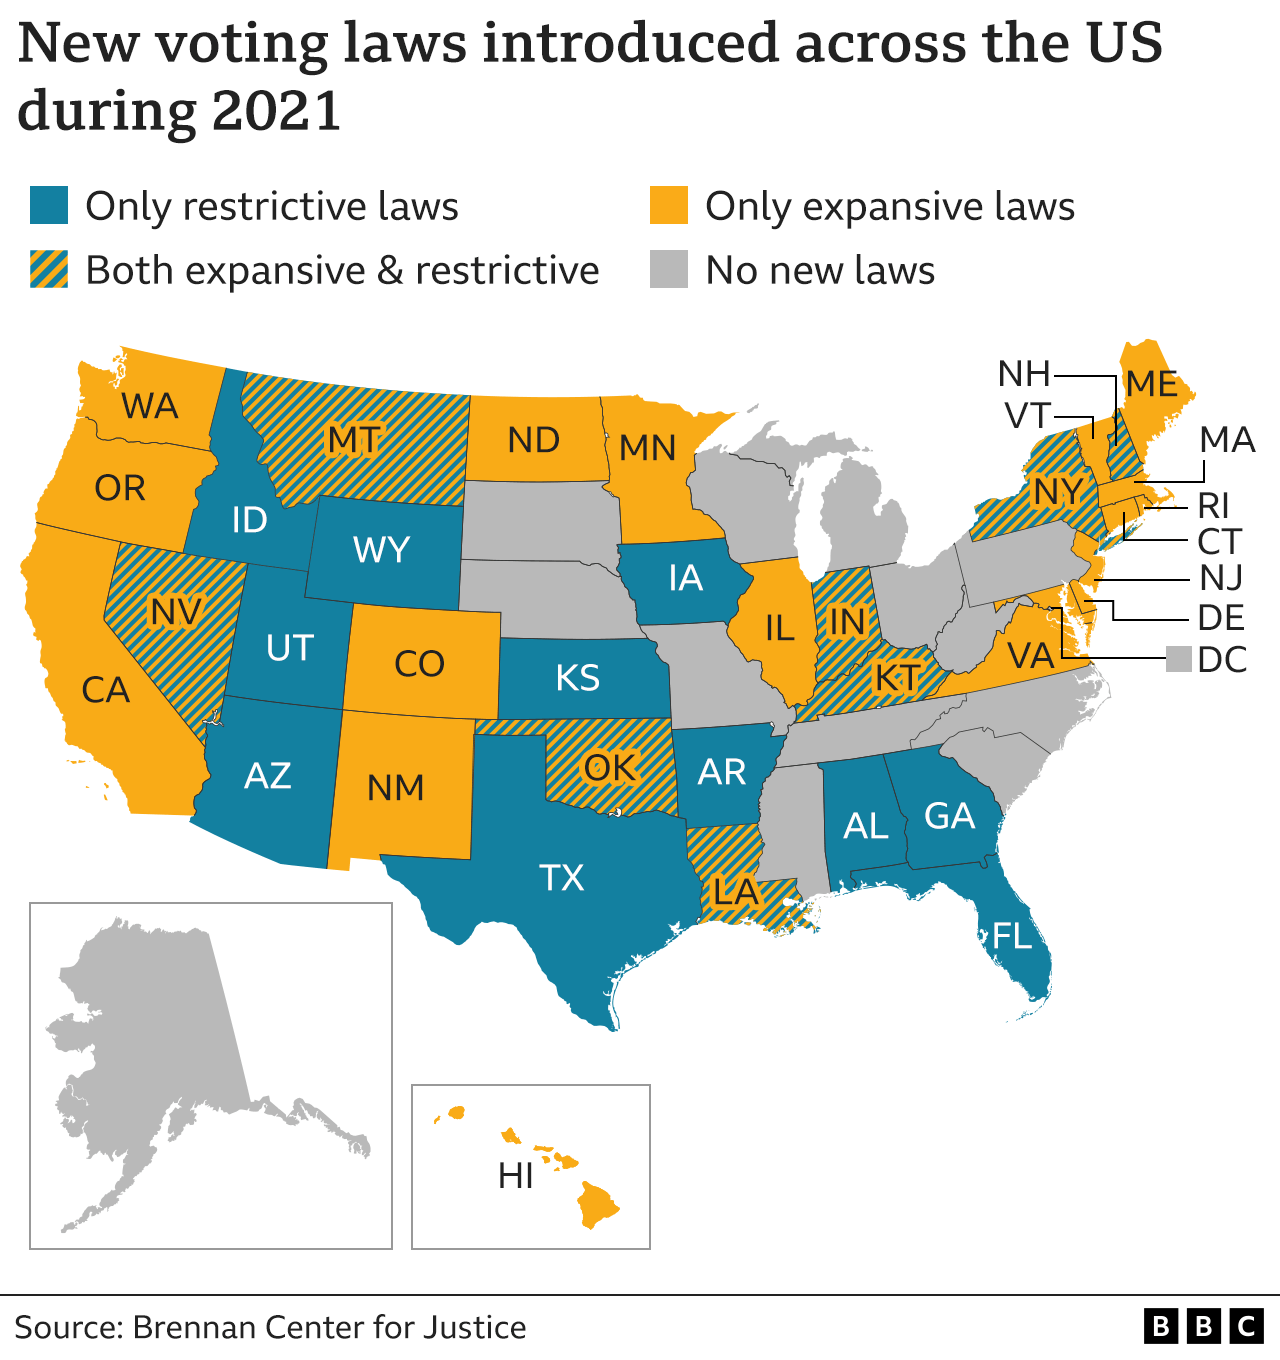 New voting laws introduced across the US
during 2021
Only restrictive laws
Only expansive laws
Both expansive & restrictive
No new laws
NH
ME
VT
WA
MT
ND
MN
MA
OR
NY
ID
RI
WY
CT
IA
NJ
NV
IL
IN
DE
UT
CO
VA
DC
CA
KS
KT
AZ
NM
OK
AR
AL
GA
TX
LA
FL
HI
Source: Brennan Center for Justice
BBC